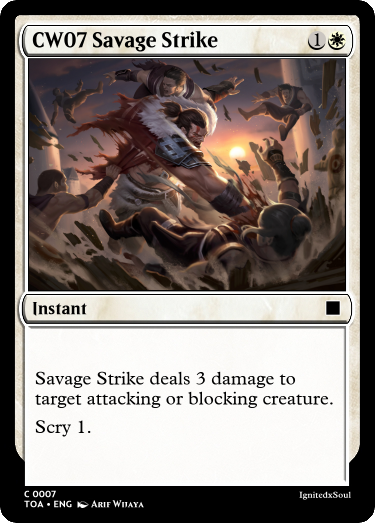 CW07 Savage Strike 1
Instant
Savage Strike deals 3 damage to
target attacking or blocking creature.
Scry 1.
C 0007
TOA • ENG Arif Wijaya
IgnitedxSoul